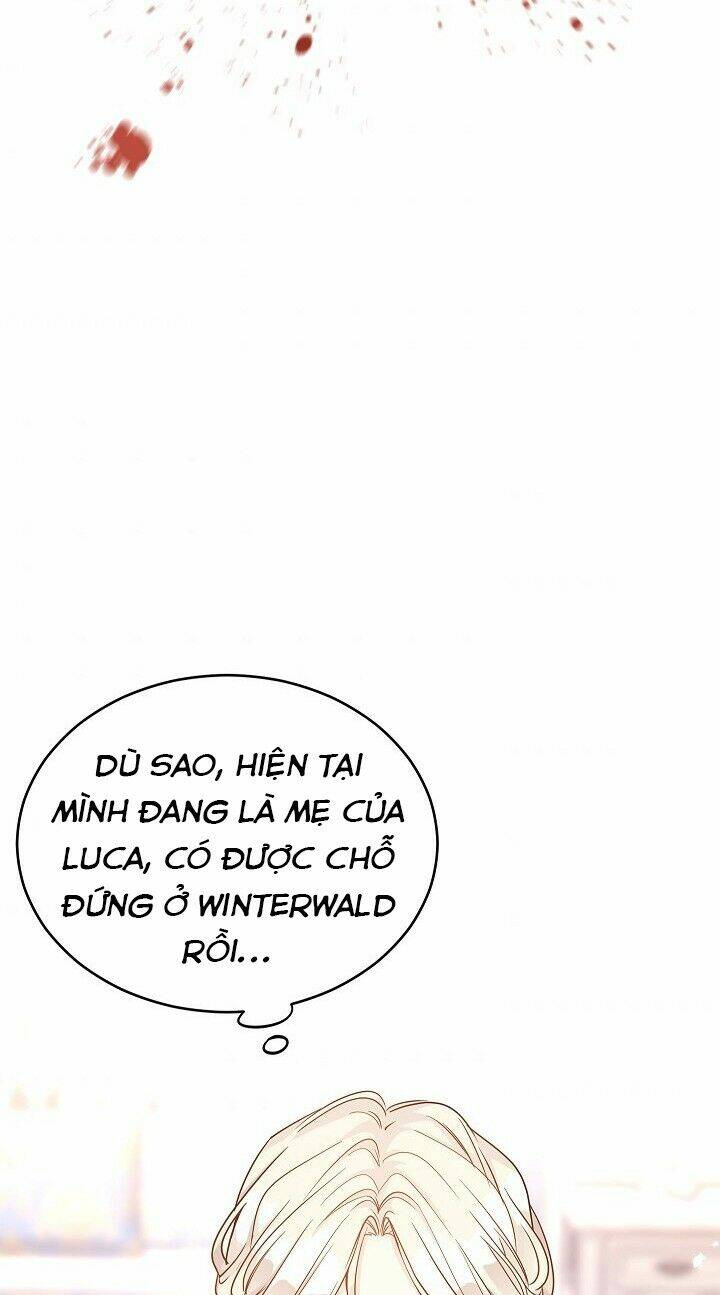 DÙ SAO, HIỆN TẠI
MÌNH ĐANG LÀ MẸ CỦA
LUCA, CÓ ĐƯỢC CHỖ
ĐỨNG Ở WINTERWALD
RỒI...